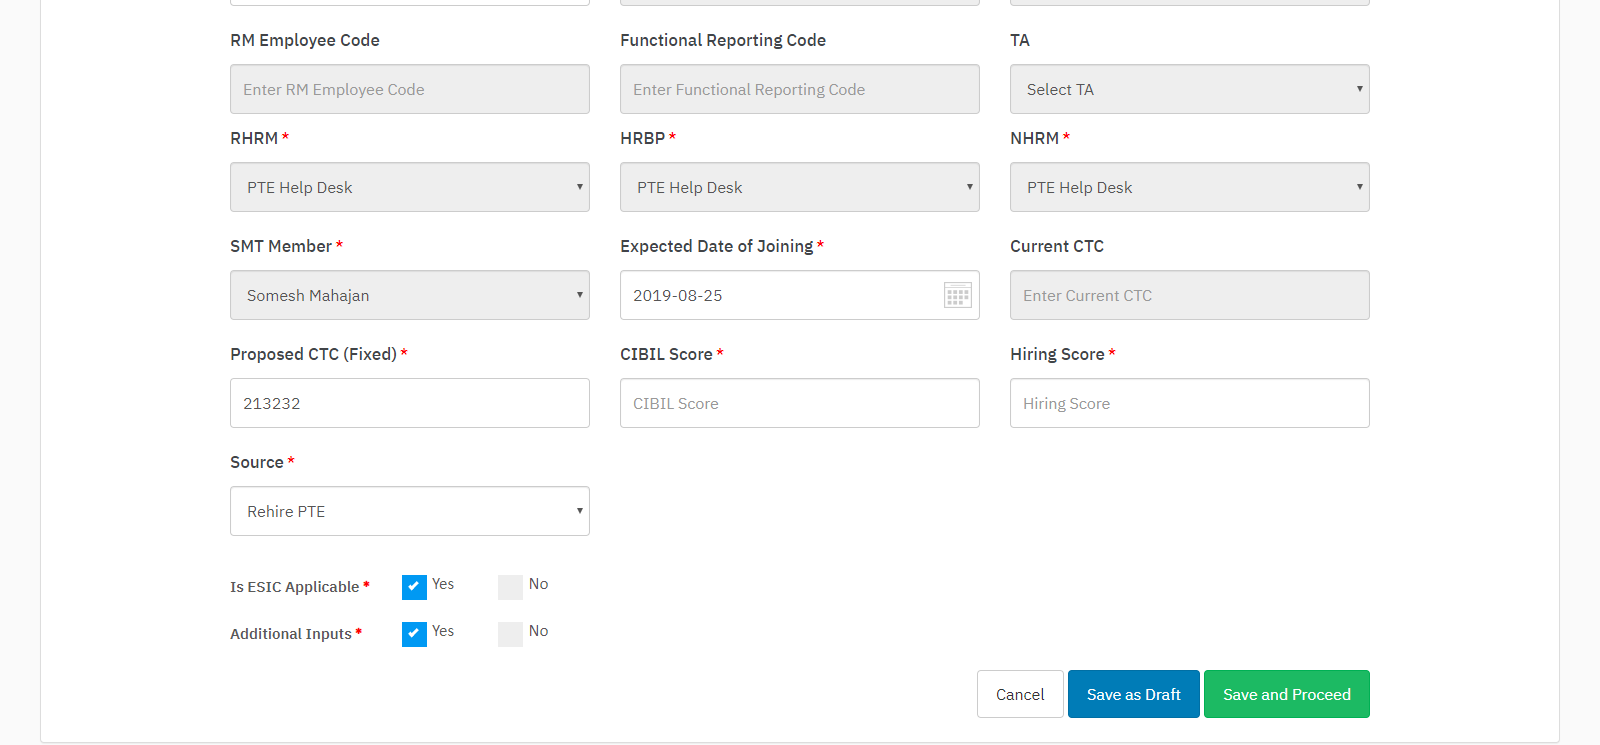 RM Employee Code Functional Reporting Code TA
Enter RM Employee Code Enter Functional Reporting Code Select TA
RHRM * HRBP * NHRM *
PTE Help Desk PTE Help Desk PTE Help Desk
SMT Member * Expected Date of Joining * Current CTC
Somesh Mahajan 2019-08-25 Enter Current CTC
Proposed CTC (Fixed) * CIBIL Score * Hiring Score *
213232 CIBIL Score Hiring Score
Source *
Rehire PTE
Is ESIC Applicable * Yes No
Additional Inputs * Yes No
Cancel Save as Draft Save and Proceed